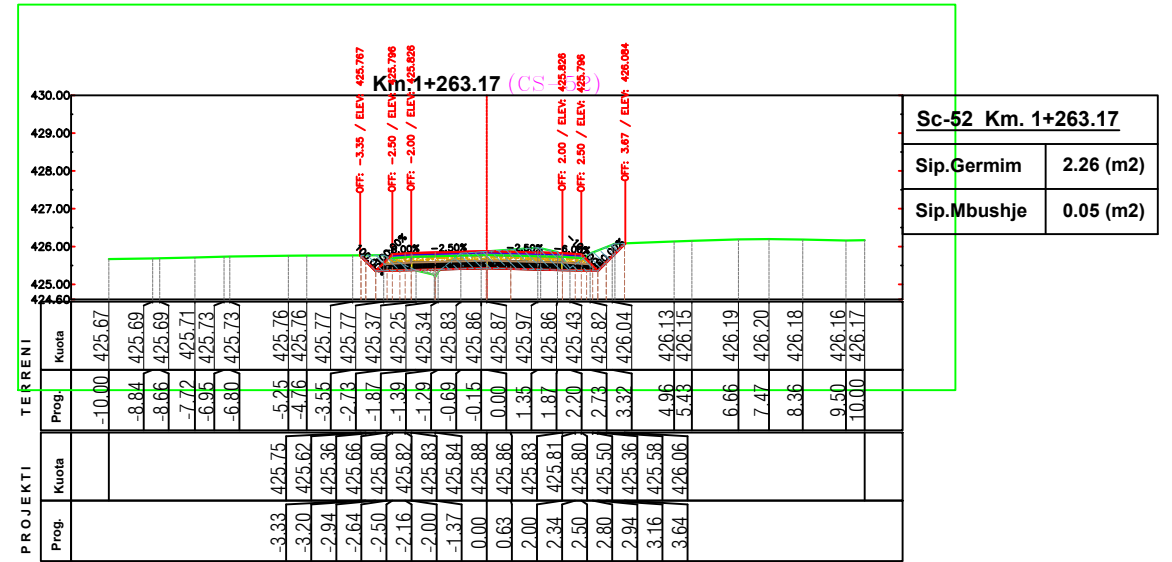 Km.1+263.17 (CS-52)
OFF: -3.35 / ELEV: 425.767
OFF: -2.50 / ELEV: 425.796
OFF: -2.00 / ELEV: 425.826
OFF: 2.00 / ELEV: 425.826
OFF: 2.50 / ELEV: 425.796
OFF: 3.67 / ELEV: 426.084
430.00
429.00
428.00
427.00
426.00
425.00
424.60
-2.50% -2.50%
Sc-52 Km. 1+263.17
Sip.Germim 2.26 (m2)
Sip.Mbushje 0.05 (m2)
TERRENI
Kuota 425.67 425.69 425.69 425.71 425.73 425.73 425.76 425.76 425.77 425.77 425.37 425.25 425.34 425.83 425.86 425.87 425.97 425.86 425.43 425.82 426.04 426.13 426.15 426.19 426.20 426.18 426.16 426.17
Prog. -10.00 -8.84 -8.66 -7.72 -6.95 -6.80 -5.25 -4.76 -3.55 -2.73 -1.87 -1.39 -1.29 -0.69 -0.15 0.00 1.35 1.87 2.20 2.73 3.32 4.96 5.43 6.66 7.47 8.36 9.50 10.00
PROJEKTI
Kuota 425.75 425.62 425.36 425.66 425.80 425.82 425.83 425.84 425.88 425.86 425.83 425.81 425.80 425.50 425.36 425.58 426.06
Prog. -3.33 -3.20 -2.94 -2.64 -2.50 -2.16 -2.00 -1.37 0.00 0.63 2.00 2.34 2.50 2.80 2.94 3.16 3.64